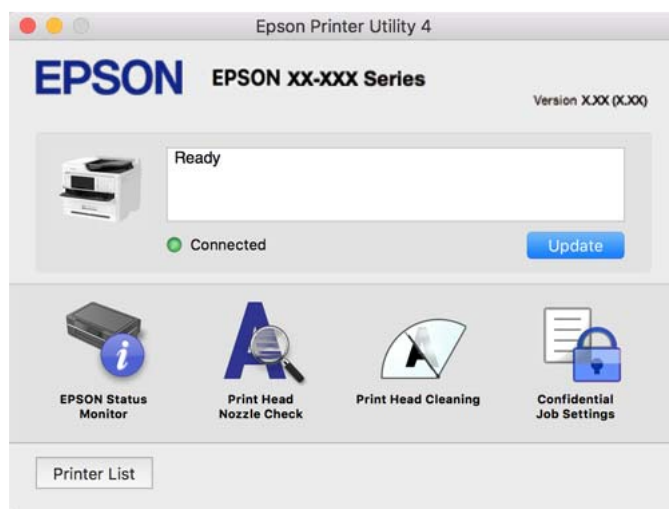 Epson Printer Utility 4
EPSON
EPSON XX-XXX Series
Version X.XX (X.XX)
Ready
Connected
Update
EPSON Status
Monitor
Print Head
Nozzle Check
Print Head Cleaning
Confidential
Job Settings
Printer List